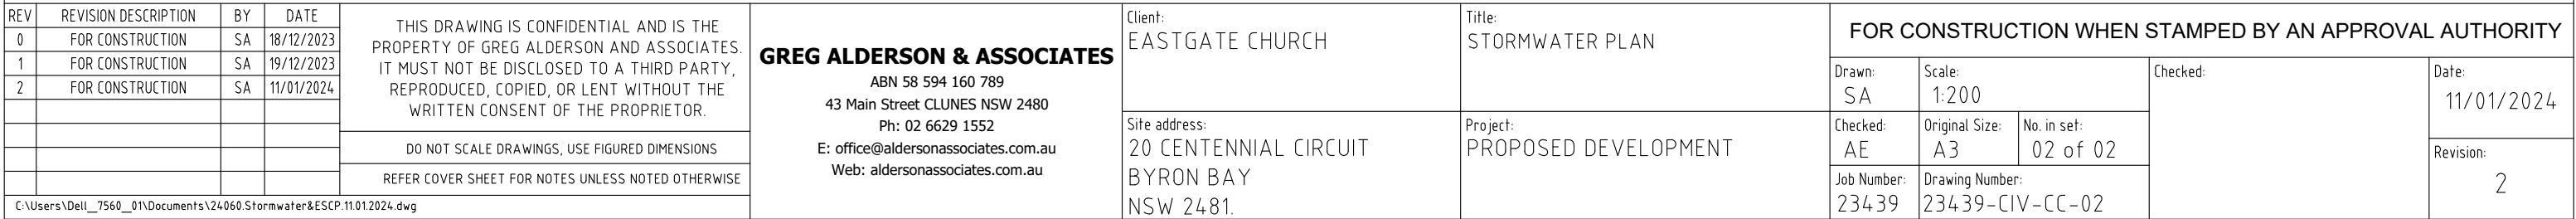 REV REVISION DESCRIPTION BY DATE
0 FOR CONSTRUCTION SA 18/12/2023
1 FOR CONSTRUCTION SA 19/12/2023
2 FOR CONSTRUCTION SA 11/01/2024
C:\Users\Dell__7560__01\Documents\24060.Stormwater&ESCP.11.01.2024.dwg
THIS DRAWING IS CONFIDENTIAL AND IS THE
PROPERTY OF GREG ALDERSON AND ASSOCIATES.
IT MUST NOT BE DISCLOSED TO A THIRD PARTY,
REPRODUCED, COPIED, OR LENT WITHOUT THE
WRITTEN CONSENT OF THE PROPRIETOR.
DO NOT SCALE DRAWINGS, USE FIGURED DIMENSIONS
REFER COVER SHEET FOR NOTES UNLESS NOTED OTHERWISE
GREG ALDERSON & ASSOCIATES
ABN 58 594 160 789
43 Main Street CLUNES NSW 2480
Ph: 02 6629 1552
E: office@aldersonassociates.com.au
Web: aldersonassociates.com.au
Client:
EASTGATE CHURCH
Site address:
20 CENTENNIAL CIRCUIT
BYRON BAY
NSW 2481.
Title:
STORMWATER PLAN
Project:
PROPOSED DEVELOPMENT
FOR CONSTRUCTION WHEN STAMPED BY AN APPROVAL AUTHORITY
Drawn:
SA
Scale:
1:200
Checked:
AE
Original Size:
A3
No. in set:
02 of 02
Job Number:
23439
Drawing Number:
23439-CIV-CC-02
Checked:
Date:
11/01/2024
Revision:
2